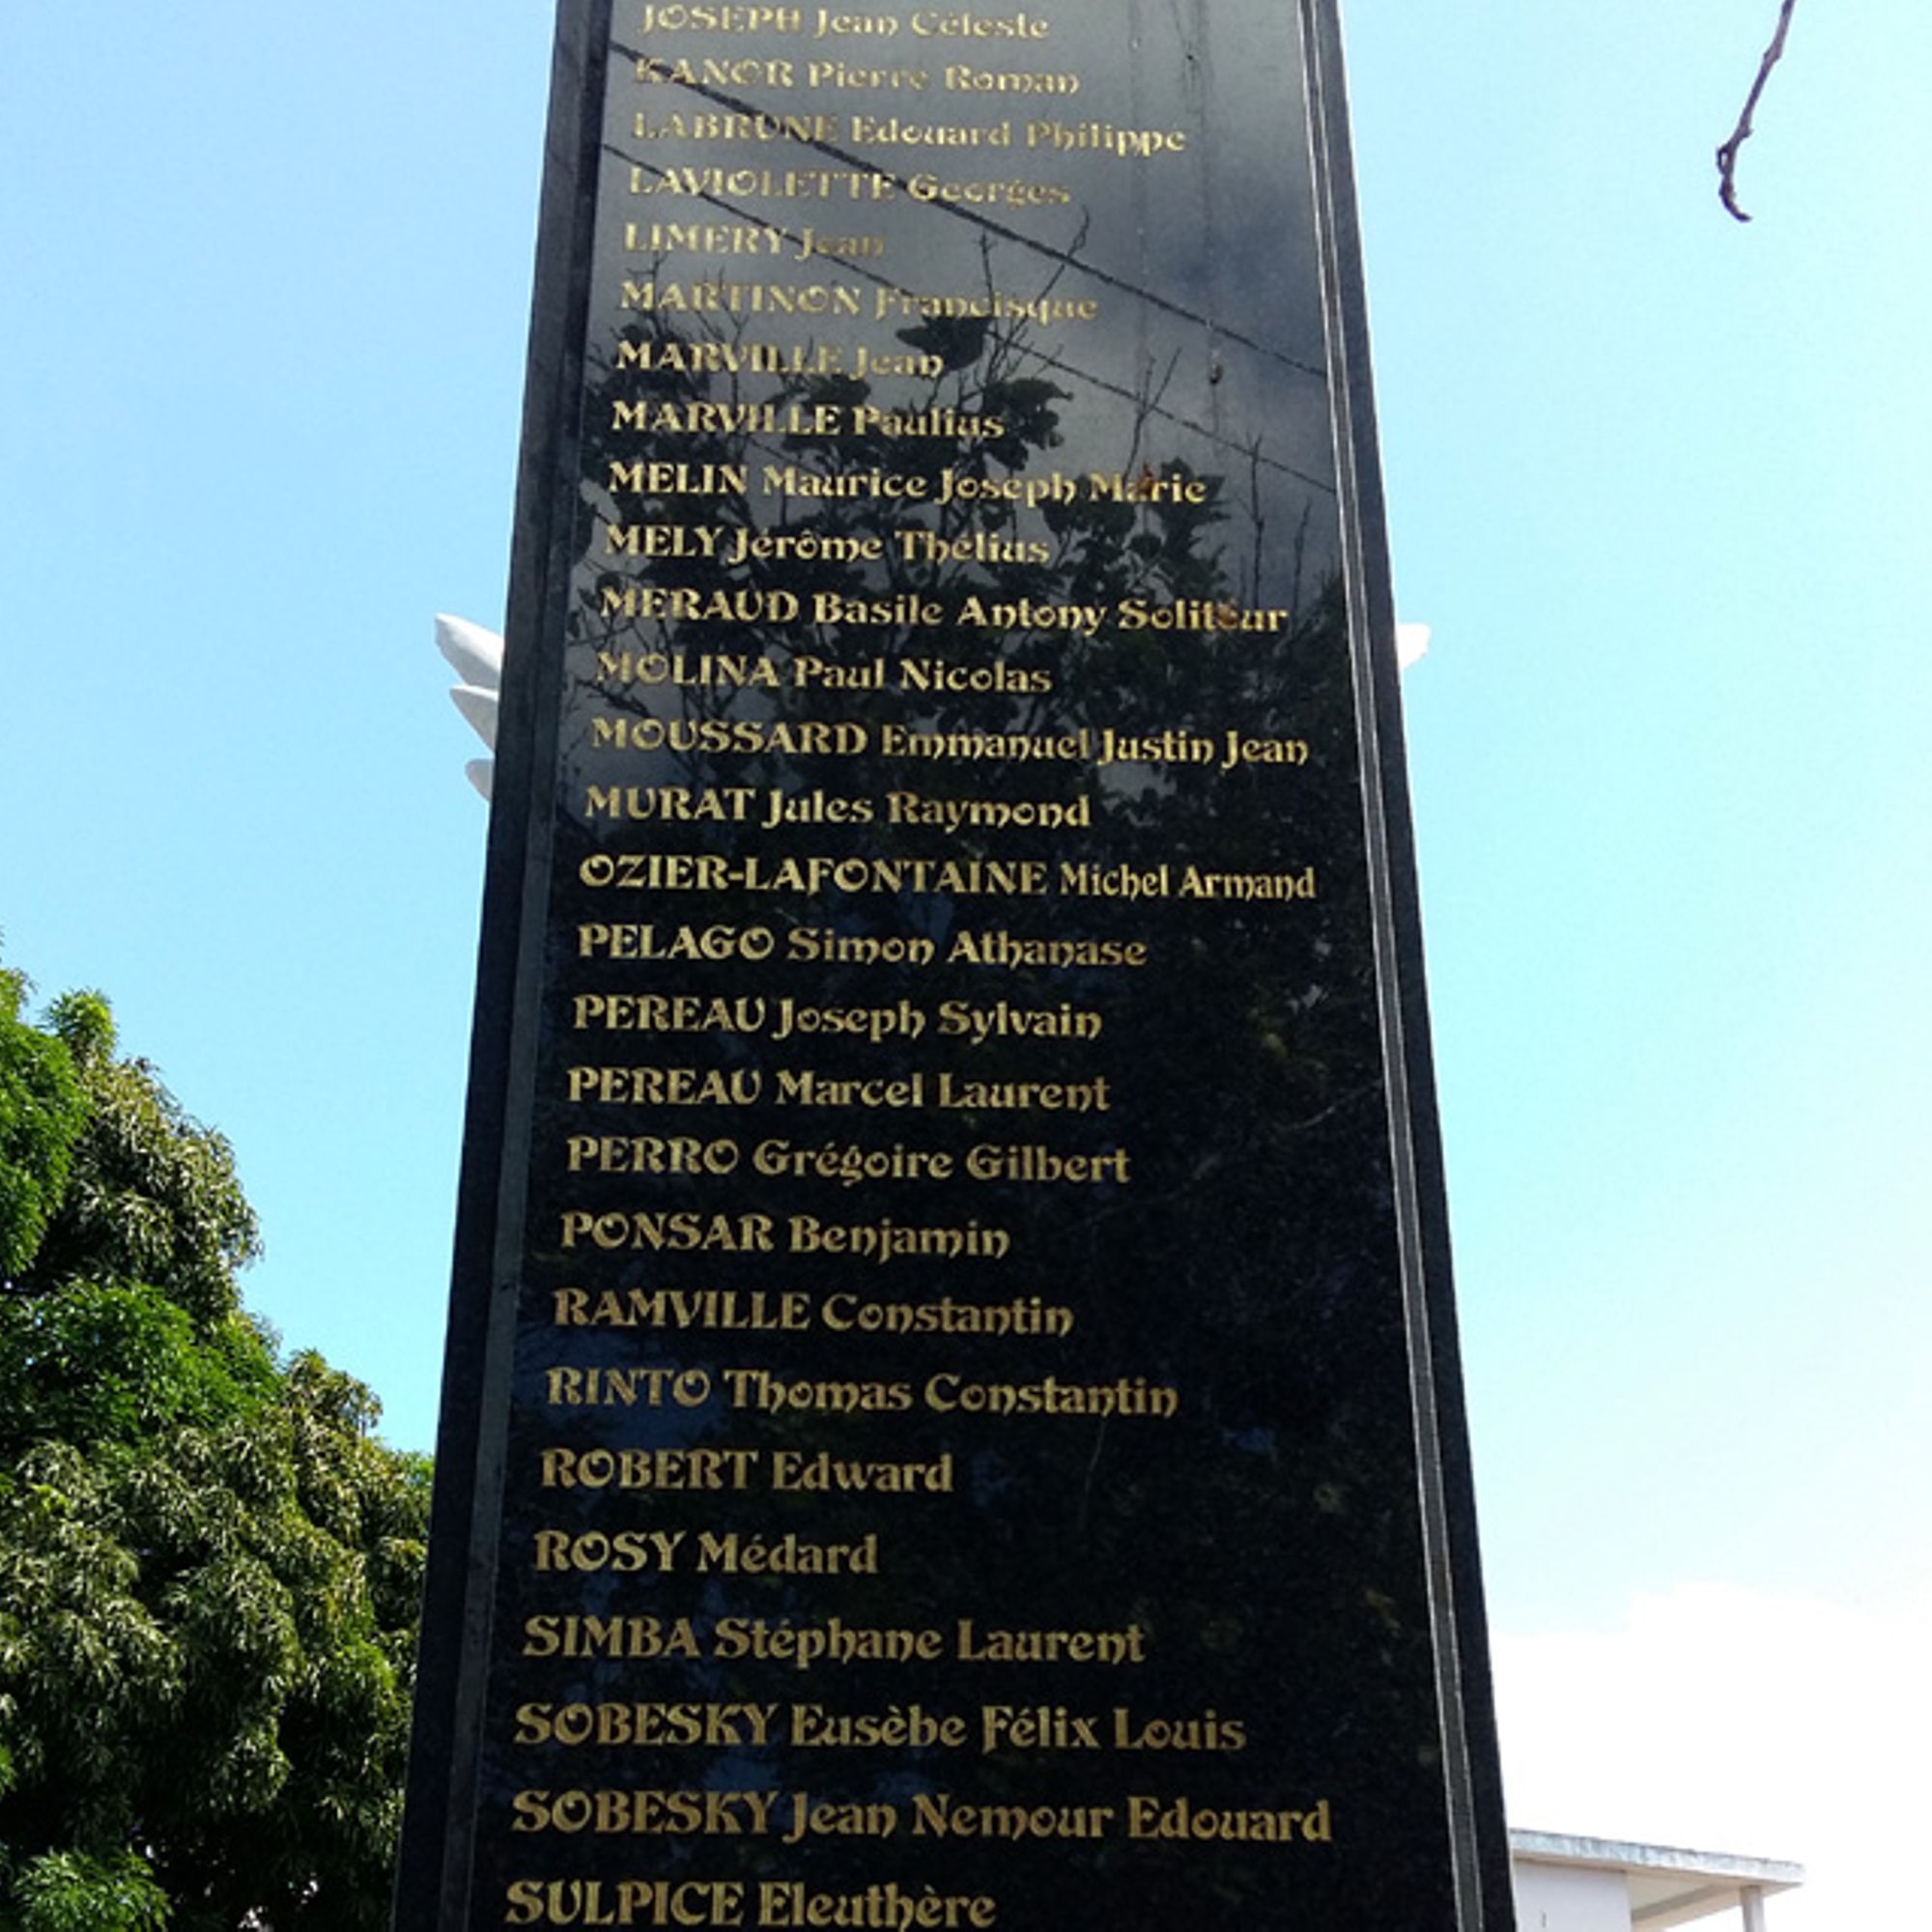 JOSEPH Jean Céleste
KANOR Pierre Roman
LABRUNE Edouard Philippe
LAVIOLETTE Georges
LIMERY Jean
MARTINON Francisque
MARVILLE Jean
MARVILLE Paulius
MELIN Maurice Joseph Marie
MELY Jérôme Thélius
MERAUD Basile Antony Soliteur
MOLINA Paul Nicolas
MOUSSARD Emmanuel Justin Jean
MURAT Jules Raymond
OZIER-LAFONTAINE Michel Armand
PELAGO Simon Athanase
PEREAU Joseph Sylvain
PEREAU Marcel Laurent
PERRO Grégoire Gilbert
PONSAR Benjamin
RAMVILLE Constantin
RINTO Thomas Constantin
ROBERT Edward
ROSY Médard
SIMBA Stéphane Laurent
SOBESKY Eusèbe Félix Louis
SOBESKY Jean Nemour Edouard
SULPICE Eleuthère